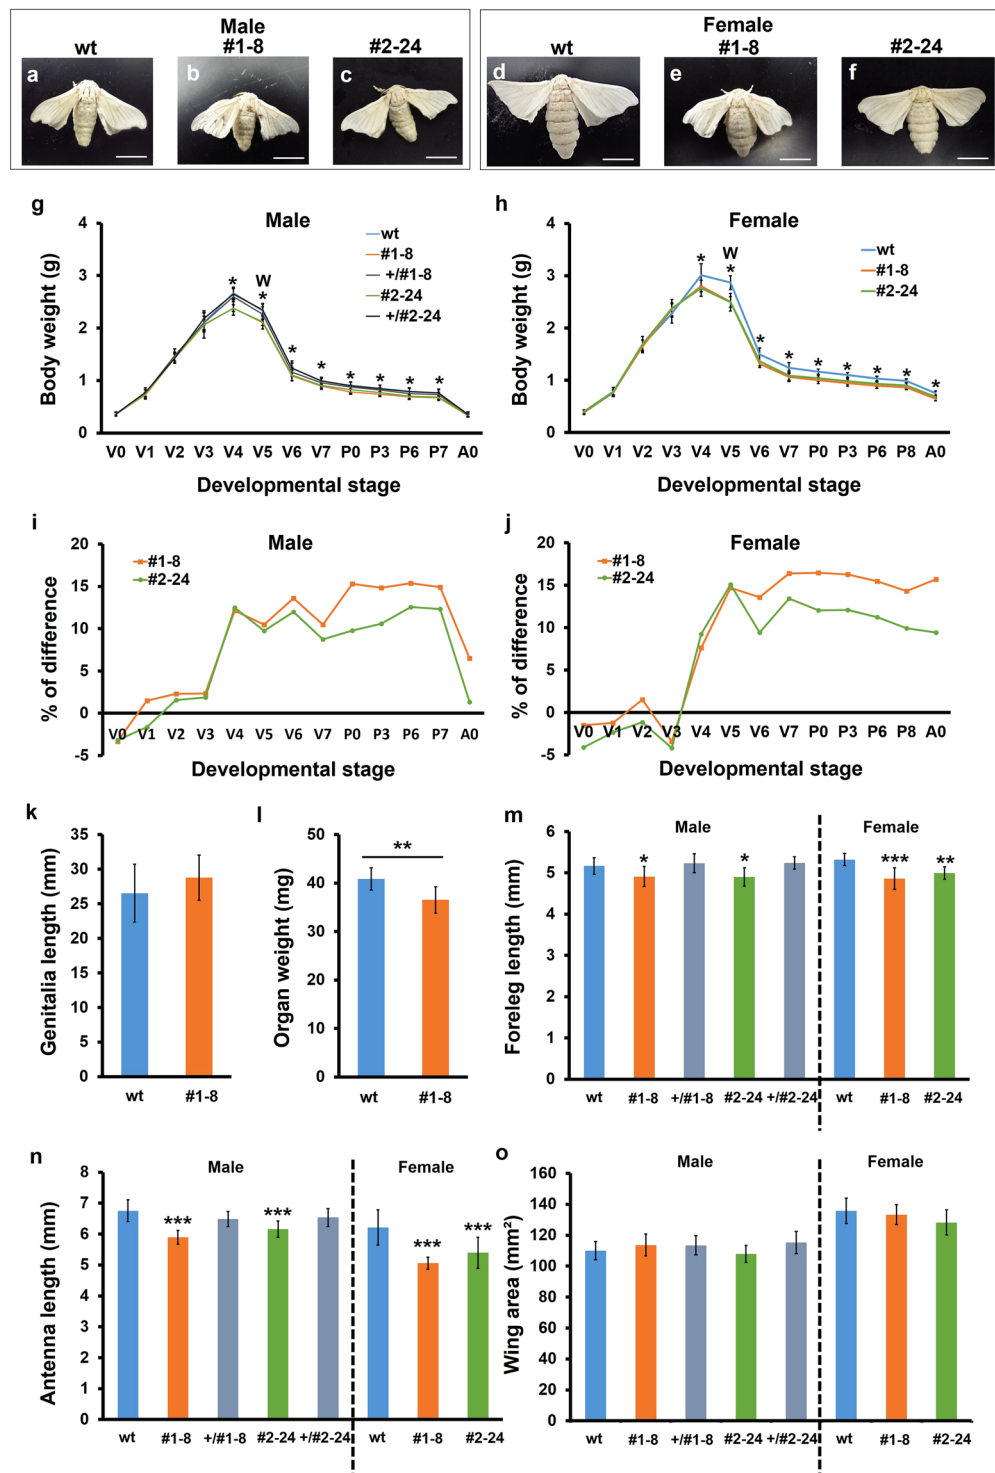 Male
wt #1-8 #2-24
a b c
Female
wt #1-8 #2-24
d e f
g
Male
Body weight (g)
4
3
2
1
0
wt
#1-8
+/#1-8
#2-24
+/#2-24
W
* * * * * * * *
V0 V1 V2 V3 V4 V5 V6 V7 P0 P3 P6 P7 A0
Developmental stage
h
Female
Body weight (g)
4
3
2
1
0
wt
#1-8
#2-24
W
* * * * * * * * *
V0 V1 V2 V3 V4 V5 V6 V7 P0 P3 P6 P8 A0
Developmental stage
i
Male
% of difference
20
15
10
5
0
-5
#1-8
#2-24
V0 V1 V2 V3 V4 V5 V6 V7 P0 P3 P6 P7 A0
Developmental stage
j
Female
% of difference
20
15
10
5
0
-5
#1-8
#2-24
V0 V1 V2 V3 V4 V5 V6 V7 P0 P3 P6 P8 A0
Developmental stage
k
Genitalia length (mm)
35
30
25
20
15
10
5
0
wt #1-8
l
Organ weight (mg)
50
40
30
20
10
0
**
wt #1-8
m
Male Female
Foreleg length (mm)
6
5
4
3
2
1
0
* * *** **
wt #1-8 +/#1-8 #2-24 +/#2-24 wt #1-8 #2-24
n
Male Female
Antenna length (mm)
8
7
6
5
4
3
2
1
0
*** *** *** ***
wt #1-8 +/#1-8 #2-24 +/#2-24 wt #1-8 #2-24
o
Male Female
Wing area (mm²)
160
140
120
100
80
60
40
20
0
wt #1-8 +/#1-8 #2-24 +/#2-24 wt #1-8 #2-24